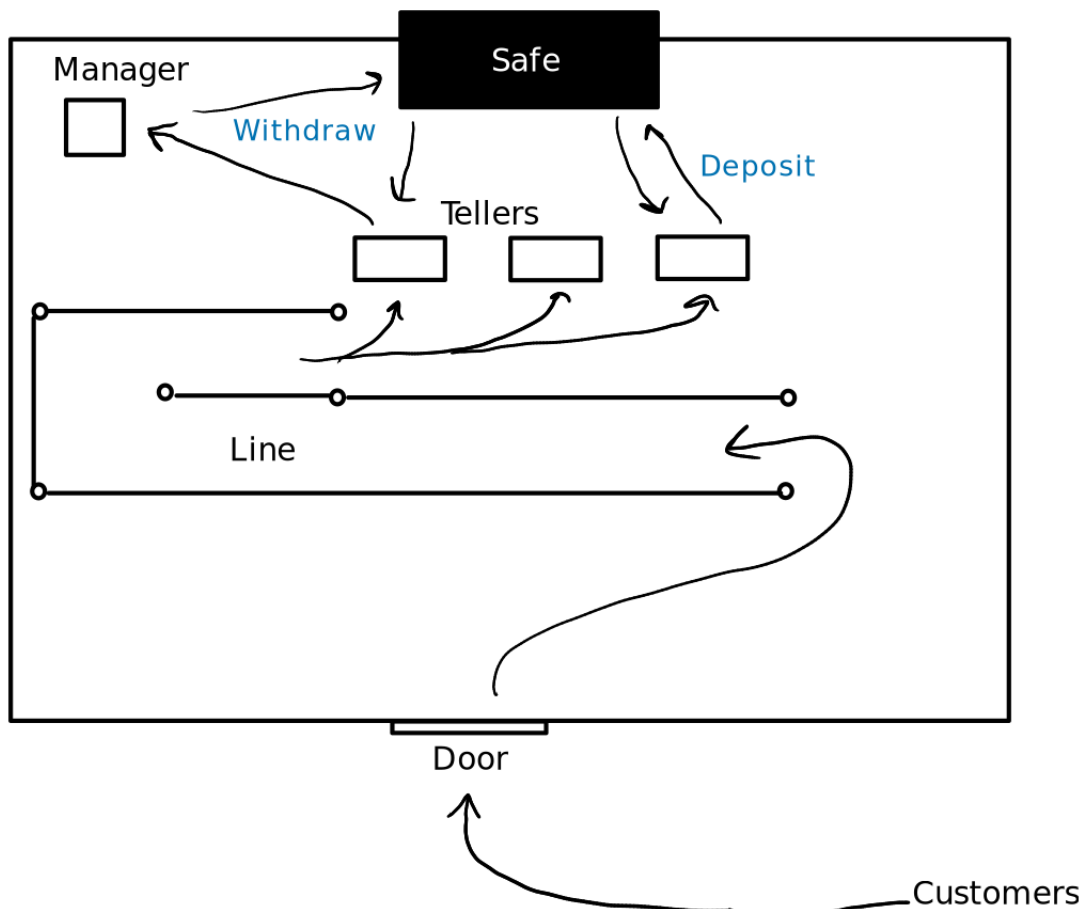 Safe
Manager
Withdraw
Deposit
Tellers
Line
Door
Customers